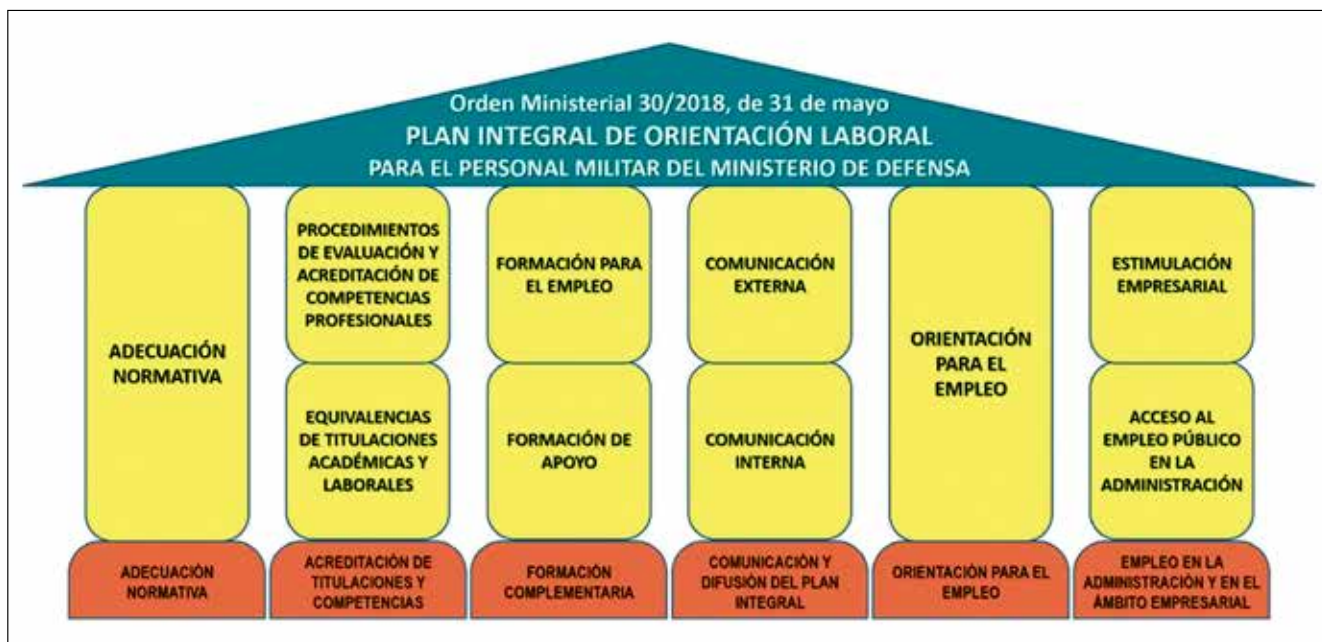 Orden Ministerial 30/2018, de 31 de mayo
PLAN INTEGRAL DE ORIENTACIÓN LABORAL
PARA EL PERSONAL MILITAR DEL MINISTERIO DE DEFENSA
ADECUACIÓN
NORMATIVA
PROCEDIMIENTOS
DE EVALUACIÓN Y
ACREDITACIÓN DE
COMPETENCIAS
PROFESIONALES
EQUIVALENCIAS
DE TITULACIONES
ACADÉMICAS Y
LABORALES
FORMACIÓN PARA
EL EMPLEO
FORMACIÓN DE
APOYO
COMUNICACIÓN
EXTERNA
COMUNICACIÓN
INTERNA
ORIENTACIÓN
PARA EL
EMPLEO
ESTIMULACIÓN
EMPRESARIAL
ACCESO AL
EMPLEO PÚBLICO
EN LA
ADMINISTRACIÓN
ADECUACIÓN
NORMATIVA
ACREDITACIÓN DE
TITULACIONES Y
COMPETENCIAS
FORMACIÓN
COMPLEMENTARIA
COMUNICACIÓN Y
DIFUSIÓN DEL PLAN
INTEGRAL
ORIENTACIÓN PARA EL
EMPLEO
EMPLEO EN LA
ADMINISTRACIÓN Y EN EL
ÁMBITO EMPRESARIAL